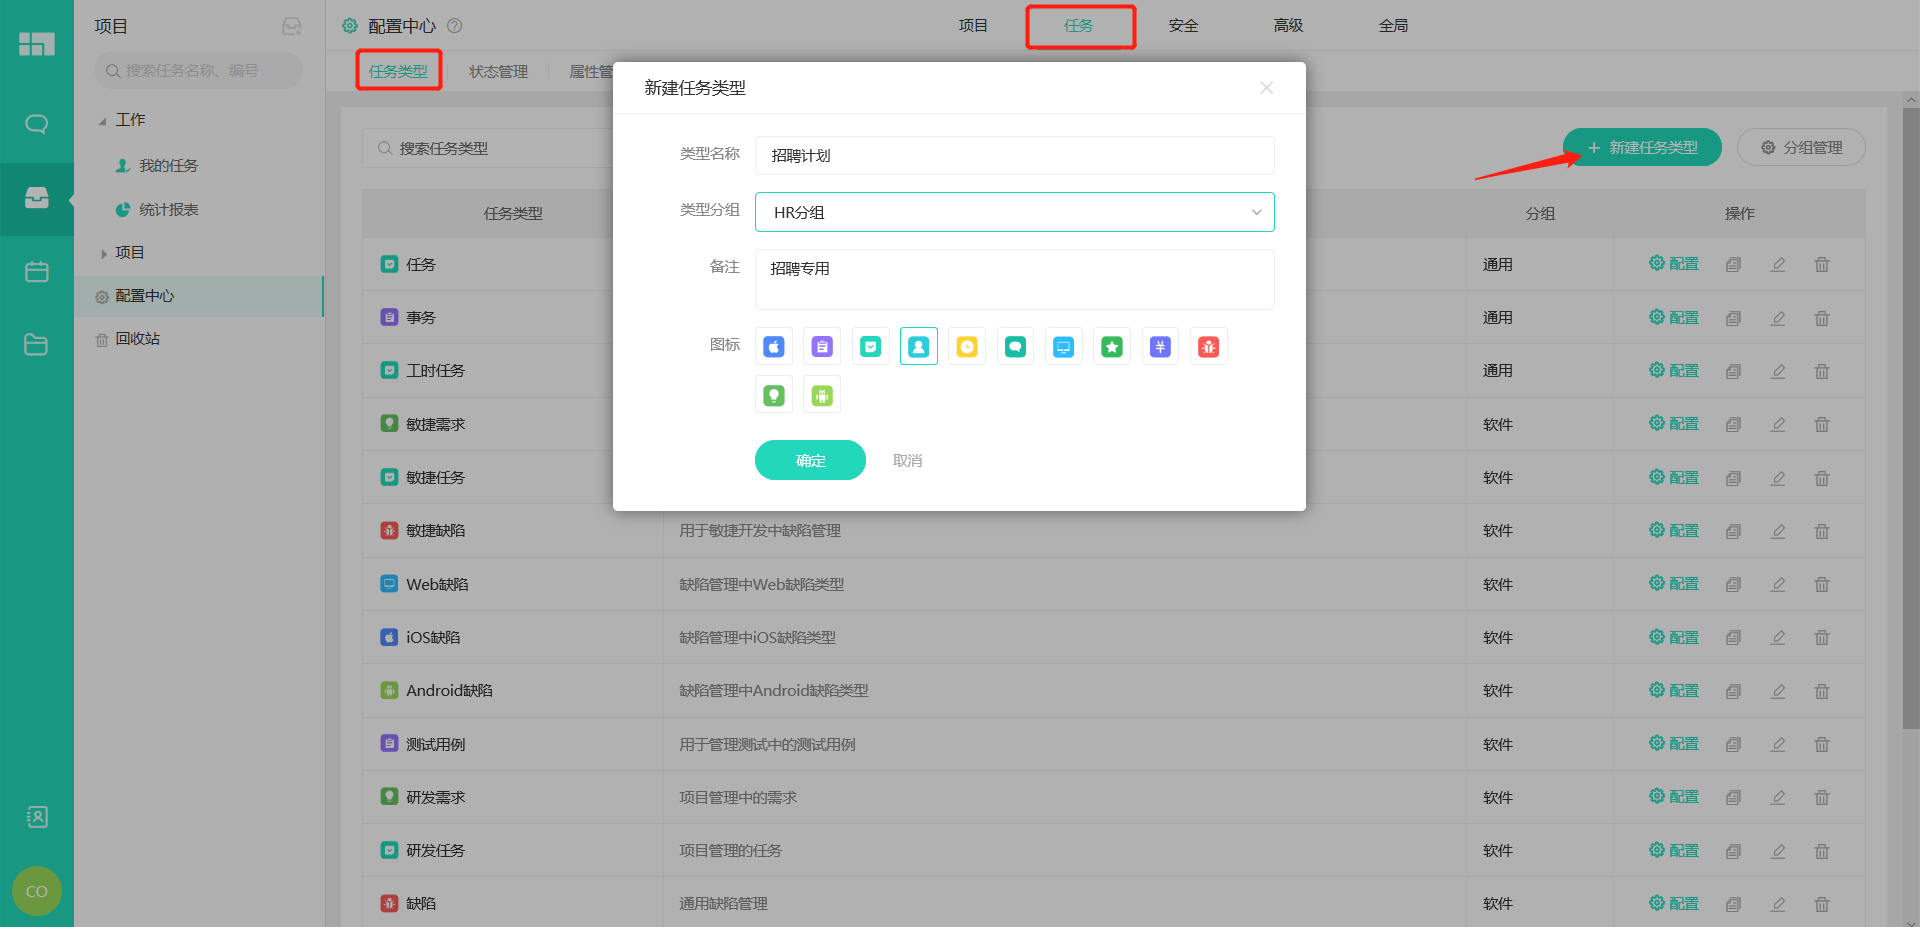 项目
搜索任务名称、编号
工作
我的任务
统计报表
项目
配置中心
回收站
CO
配置中心
项目
任务
安全
高级
全局
任务类型
状态管理
属性管
搜索任务类型
新建任务类型
分组管理
任务类型
分组
操作
任务
通用
配置
事务
通用
配置
工时任务
通用
配置
敏捷需求
软件
配置
敏捷任务
软件
配置
敏捷缺陷
用于敏捷开发中缺陷管理
软件
配置
Web缺陷
缺陷管理中Web缺陷类型
软件
配置
iOS缺陷
缺陷管理中iOS缺陷类型
软件
配置
Android缺陷
缺陷管理中Android缺陷类型
软件
配置
测试用例
用于管理测试中的测试用例
软件
配置
研发需求
项目管理中的需求
软件
配置
研发任务
项目管理的任务
软件
配置
缺陷
通用缺陷管理
软件
配置
新建任务类型
类型名称
招聘计划
类型分组
HR分组
备注
招聘专用
图标
确定
取消